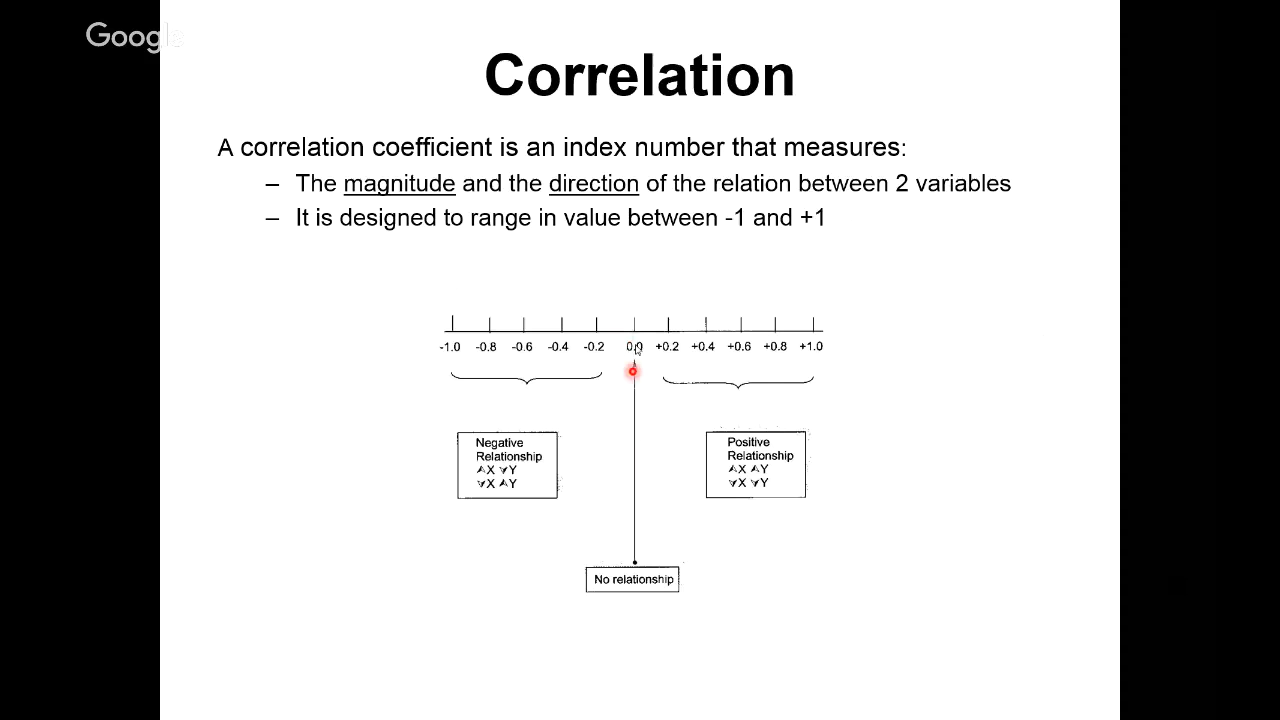 Google
Correlation
A correlation coefficient is an index number that measures:
– The magnitude and the direction of the relation between 2 variables
– It is designed to range in value between -1 and +1
-1.0 -0.8 -0.6 -0.4 -0.2 0.0 +0.2 +0.4 +0.6 +0.8 +1.0
Negative
Relationship
⮝X ⮟Y
⮟X ⮝Y
Positive
Relationship
⮝X ⮝Y
⮟X ⮟Y
No relationship